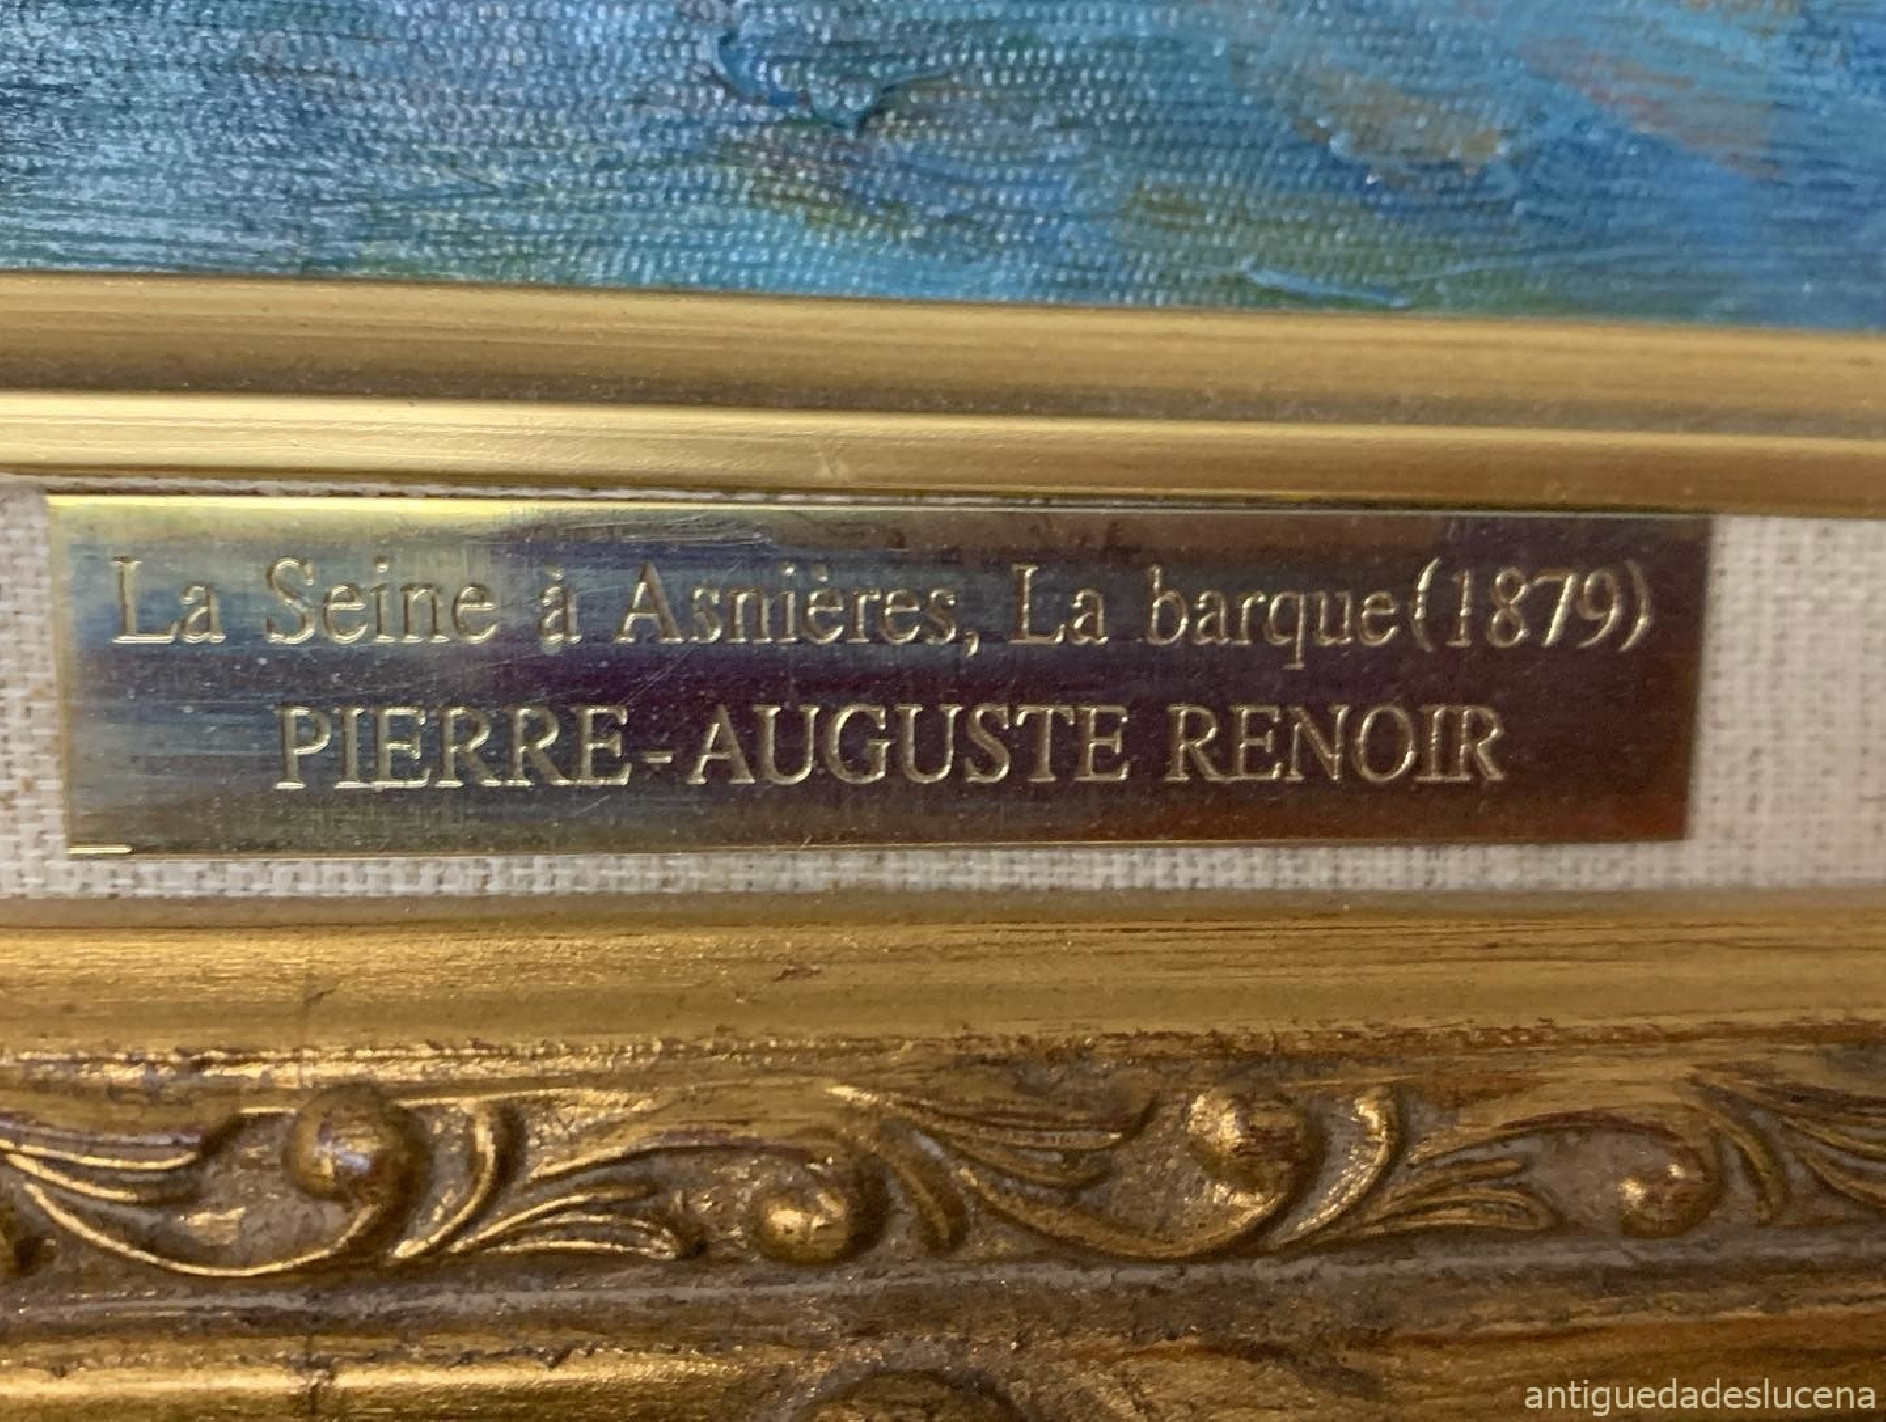 La Seine à Asnières, La barque(1879)
PIERRE-AUGUSTE RENOIR
antiguedadeslucena